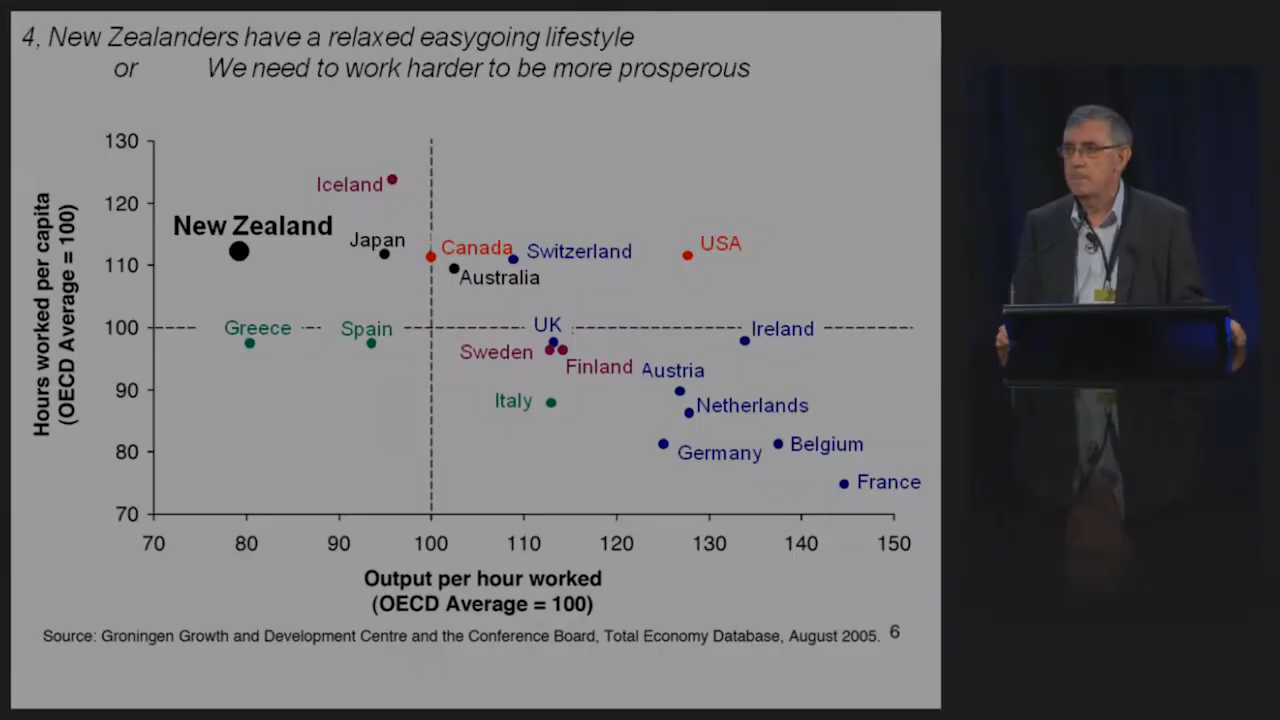 4, New Zealanders have a relaxed easygoing lifestyle
or We need to work harder to be more prosperous
130
120
110
100
90
80
70
Hours worked per capita
(OECD Average = 100)
Iceland
New Zealand
Japan
Canada
Switzerland
USA
Australia
Greece
Spain
UK
Ireland
Sweden
Finland
Austria
Italy
Netherlands
Germany
Belgium
France
70 80 90 100 110 120 130 140 150
Output per hour worked
(OECD Average = 100)
Source: Groningen Growth and Development Centre and the Conference Board, Total Economy Database, August 2005. 6